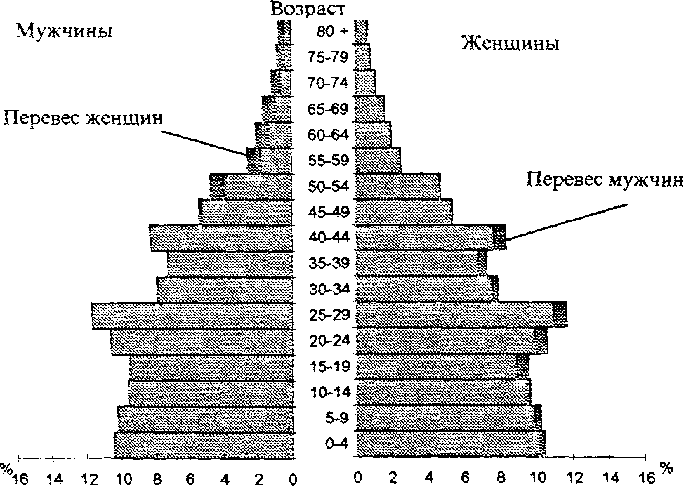 Возраст
Мужчины
Женщины
80 +
75-79
70-74
65-69
Перевес женщин
60-64
55-59
Перевес мужчин
50-54
45-49
40-44
35-39
30-34
25-29
20-24
15-19
10-14
5-9
0-4
% 16 14 12 10 8 6 4 2 0
0 2 4 6 8 10 12 14 16 %